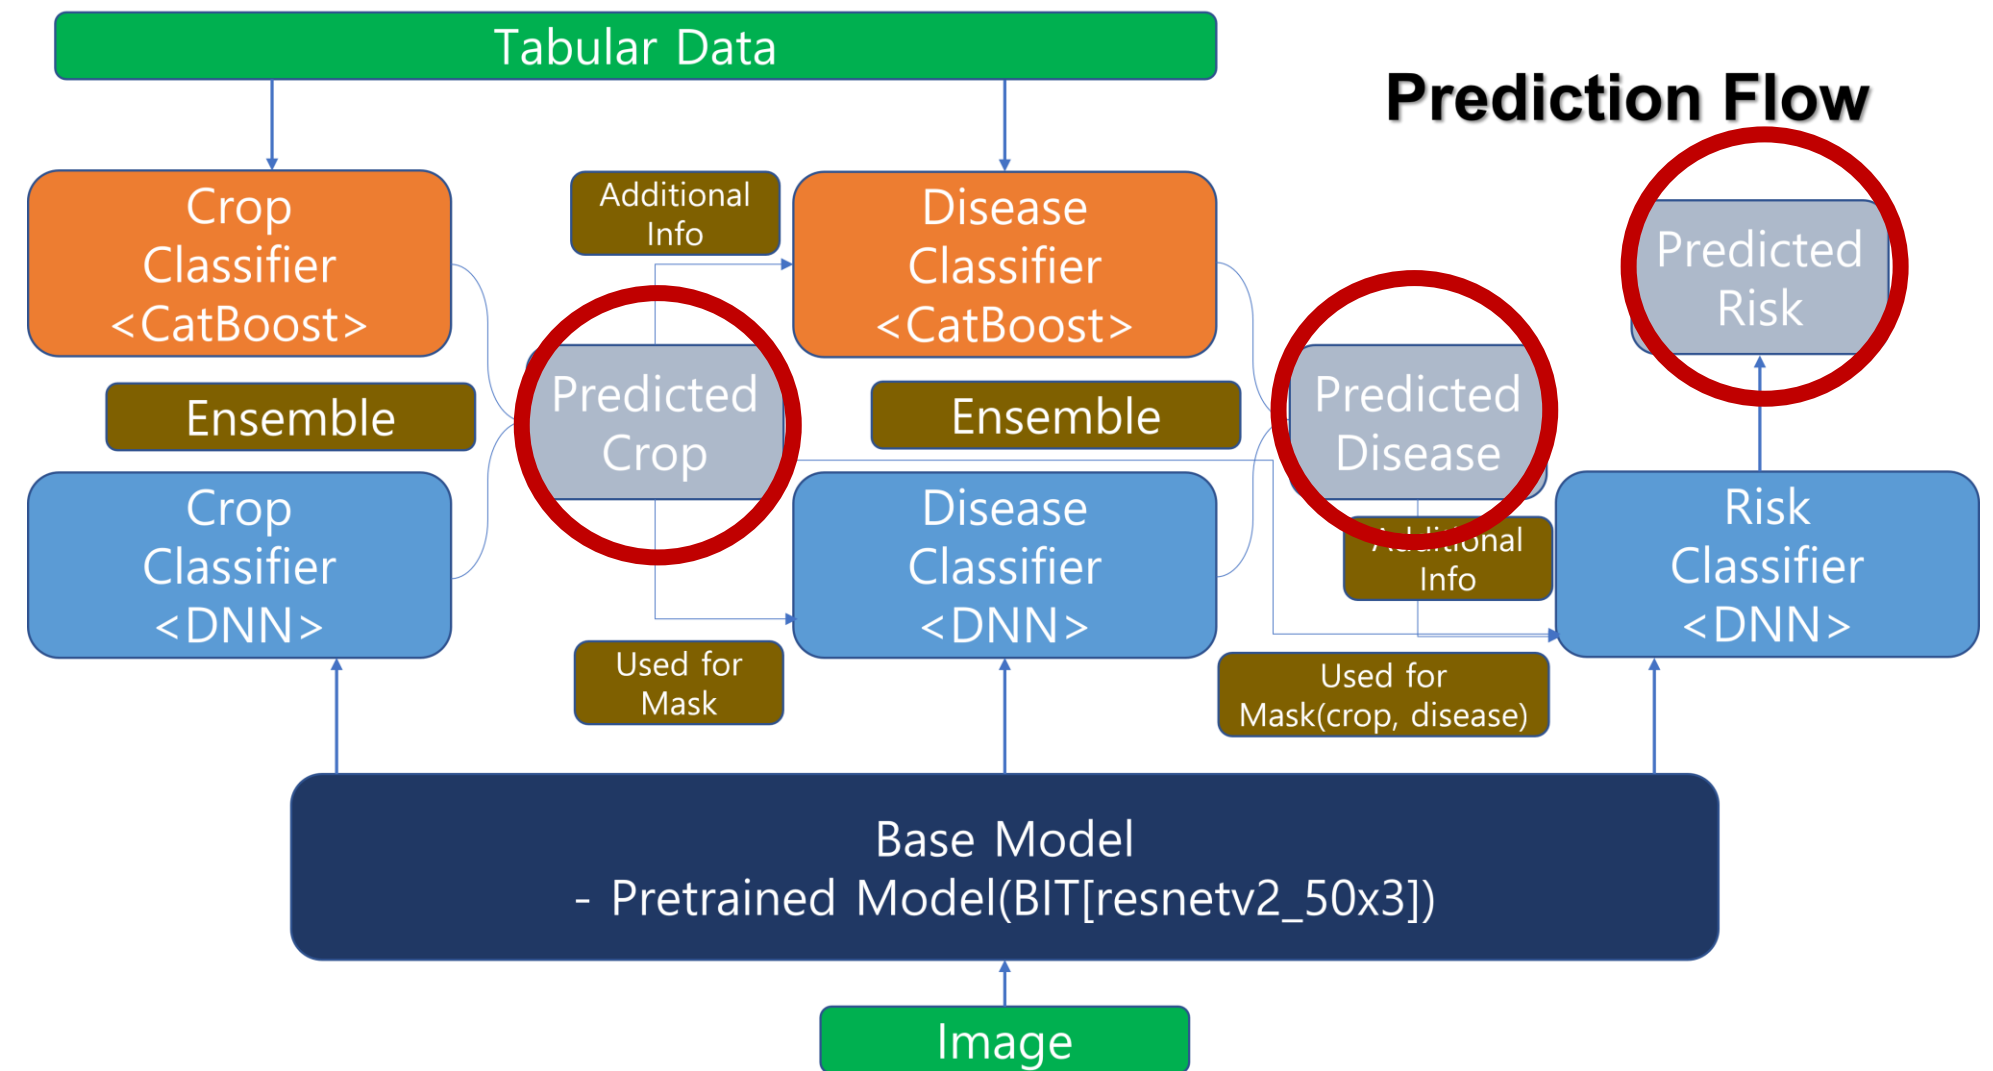 Tabular Data
Prediction Flow
Crop
Classifier
<CatBoost>
Additional
Info
Disease
Classifier
<CatBoost>
Predicted
Risk
Ensemble
Predicted
Crop
Ensemble
Predicted
Disease
Crop
Classifier
<DNN>
Disease
Classifier
<DNN>
Additional
Info
Risk
Classifier
<DNN>
Used for
Mask
Used for
Mask(crop, disease)
Base Model
- Pretrained Model(BIT[resnetv2_50x3])
Image